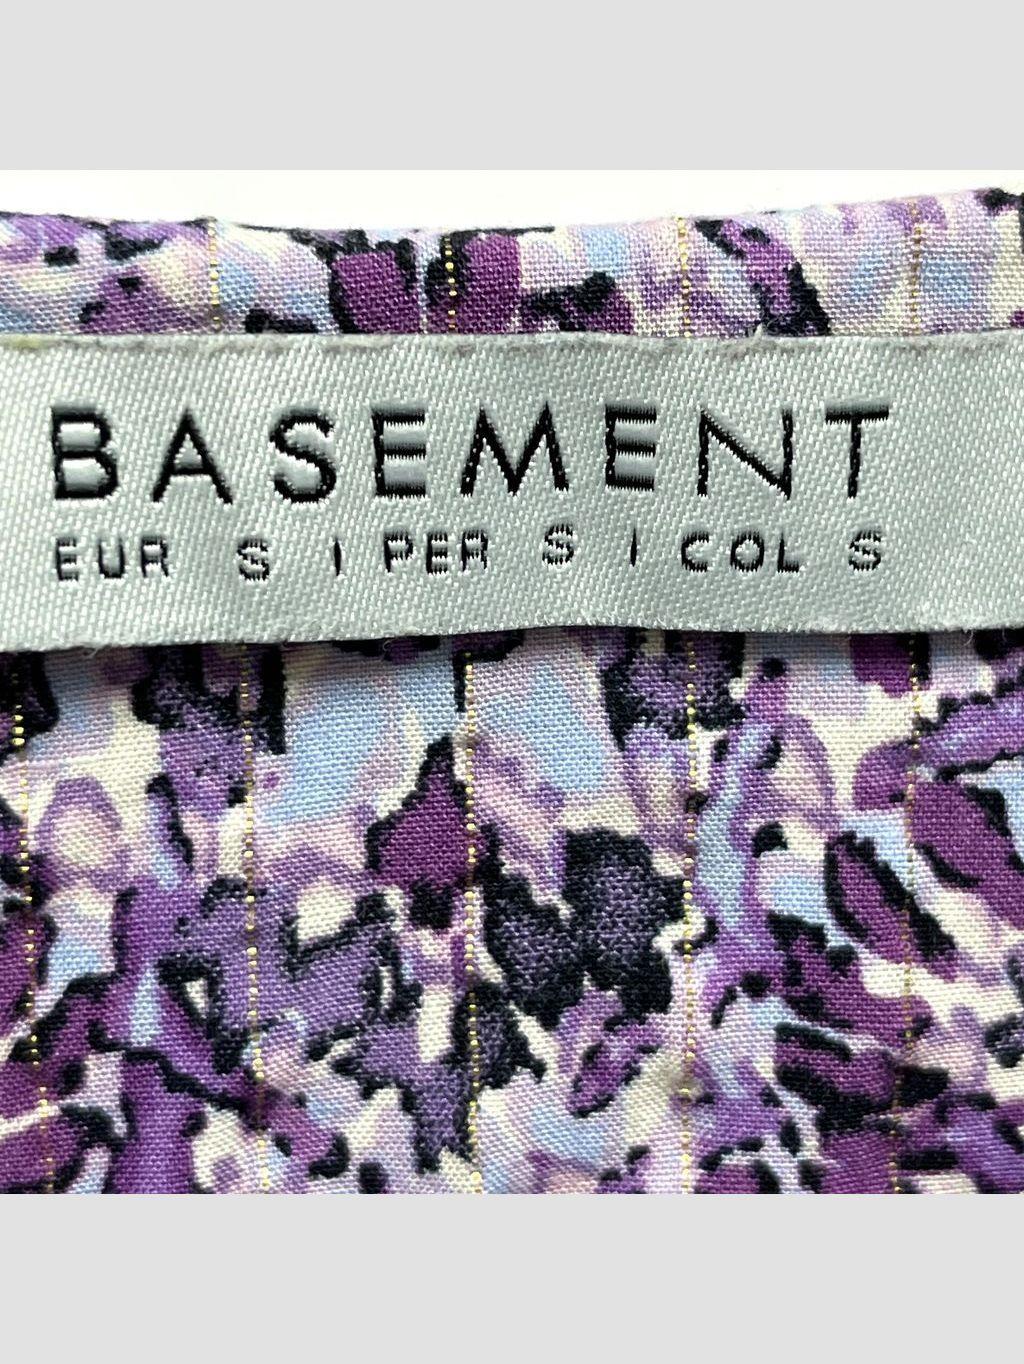 BASEMENT
EUR S | PER S | COL S